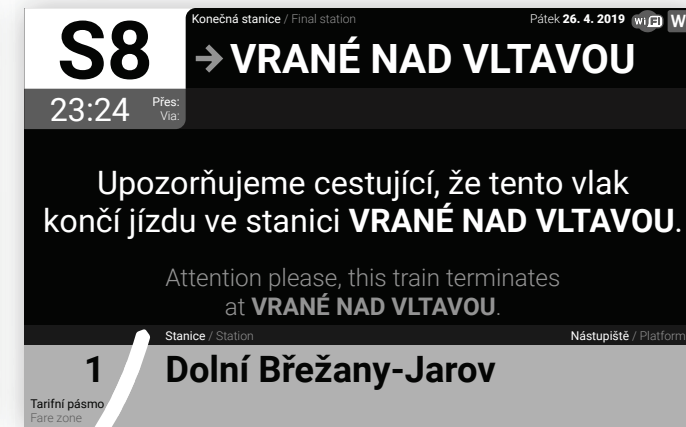 S8
Konečná stanice / Final station
Pátek 26. 4. 2019
WiFi
→ VRANÉ NAD VLTAVOU
23:24
Přes:
Via:
Upozorňujeme cestující, že tento vlak
končí jízdu ve stanici VRANÉ NAD VLTAVOU.
Attention please, this train terminates
at VRANÉ NAD VLTAVOU.
Stanice / Station
Nástupiště / Platform
1
Dolní Břežany-Jarov
Tarifní pásmo
Fare zone